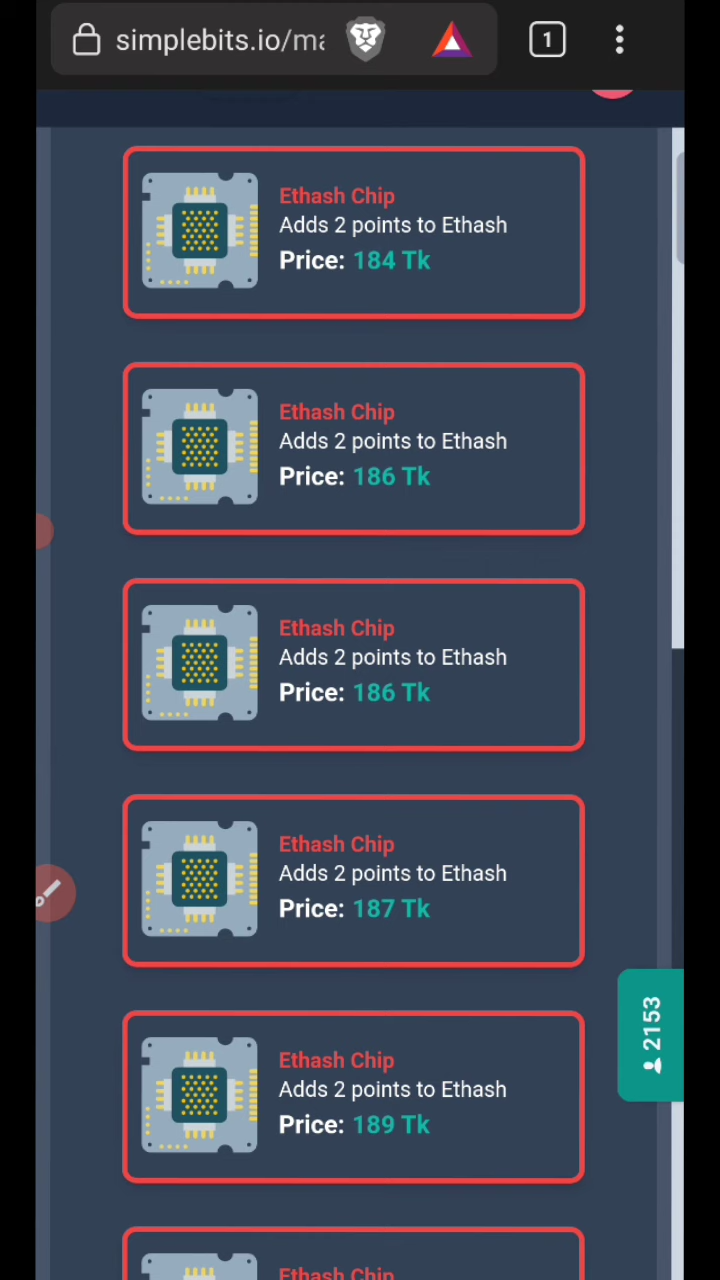 simplebits.io/ma
1
Ethash Chip
Adds 2 points to Ethash
Price: 184 Tk
Ethash Chip
Adds 2 points to Ethash
Price: 186 Tk
Ethash Chip
Adds 2 points to Ethash
Price: 186 Tk
Ethash Chip
Adds 2 points to Ethash
Price: 187 Tk
2153
Ethash Chip
Adds 2 points to Ethash
Price: 189 Tk
Ethash Chip